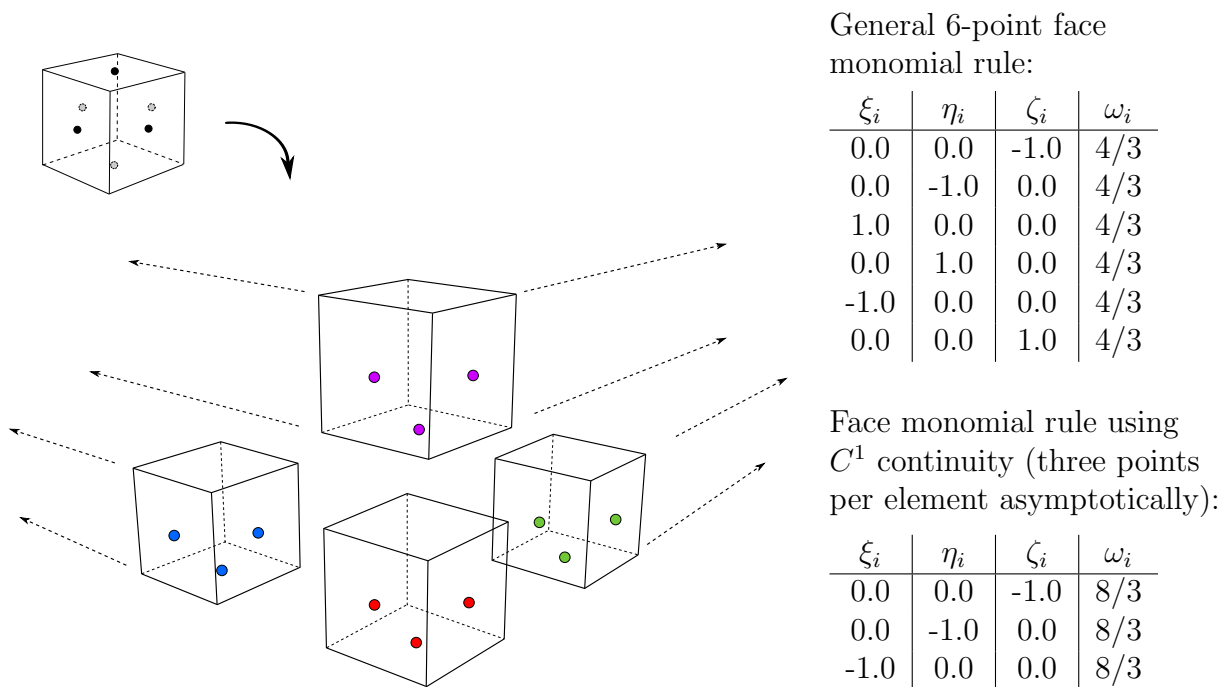 General 6-point face
monomial rule:
ξᵢ ηᵢ ζᵢ ωᵢ
0.0 0.0 -1.0 4/3
0.0 -1.0 0.0 4/3
1.0 0.0 0.0 4/3
0.0 1.0 0.0 4/3
-1.0 0.0 0.0 4/3
0.0 0.0 1.0 4/3
Face monomial rule using
C¹ continuity (three points
per element asymptotically):
ξᵢ ηᵢ ζᵢ ωᵢ
0.0 0.0 -1.0 8/3
0.0 -1.0 0.0 8/3
-1.0 0.0 0.0 8/3